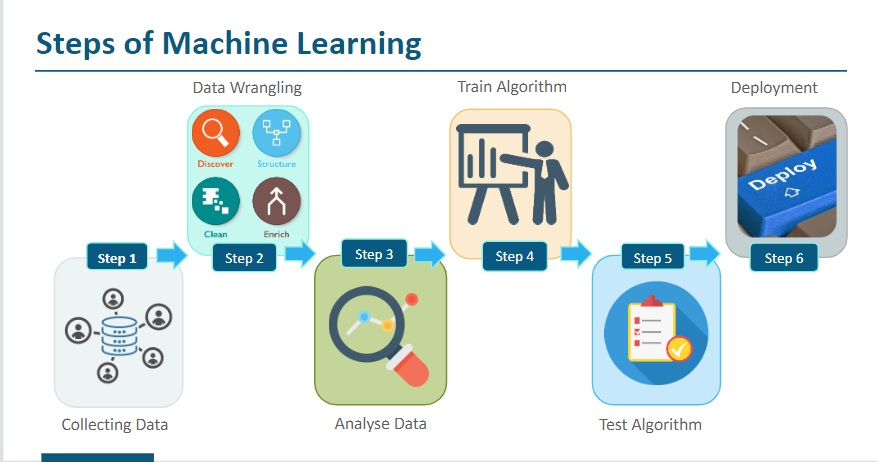 Steps of Machine Learning
Data Wrangling
Train Algorithm
Deployment
Discover
Structure
Clean
Enrich
Deploy
Step 1
Step 2
Step 3
Step 4
Step 5
Step 6
Collecting Data
Analyse Data
Test Algorithm